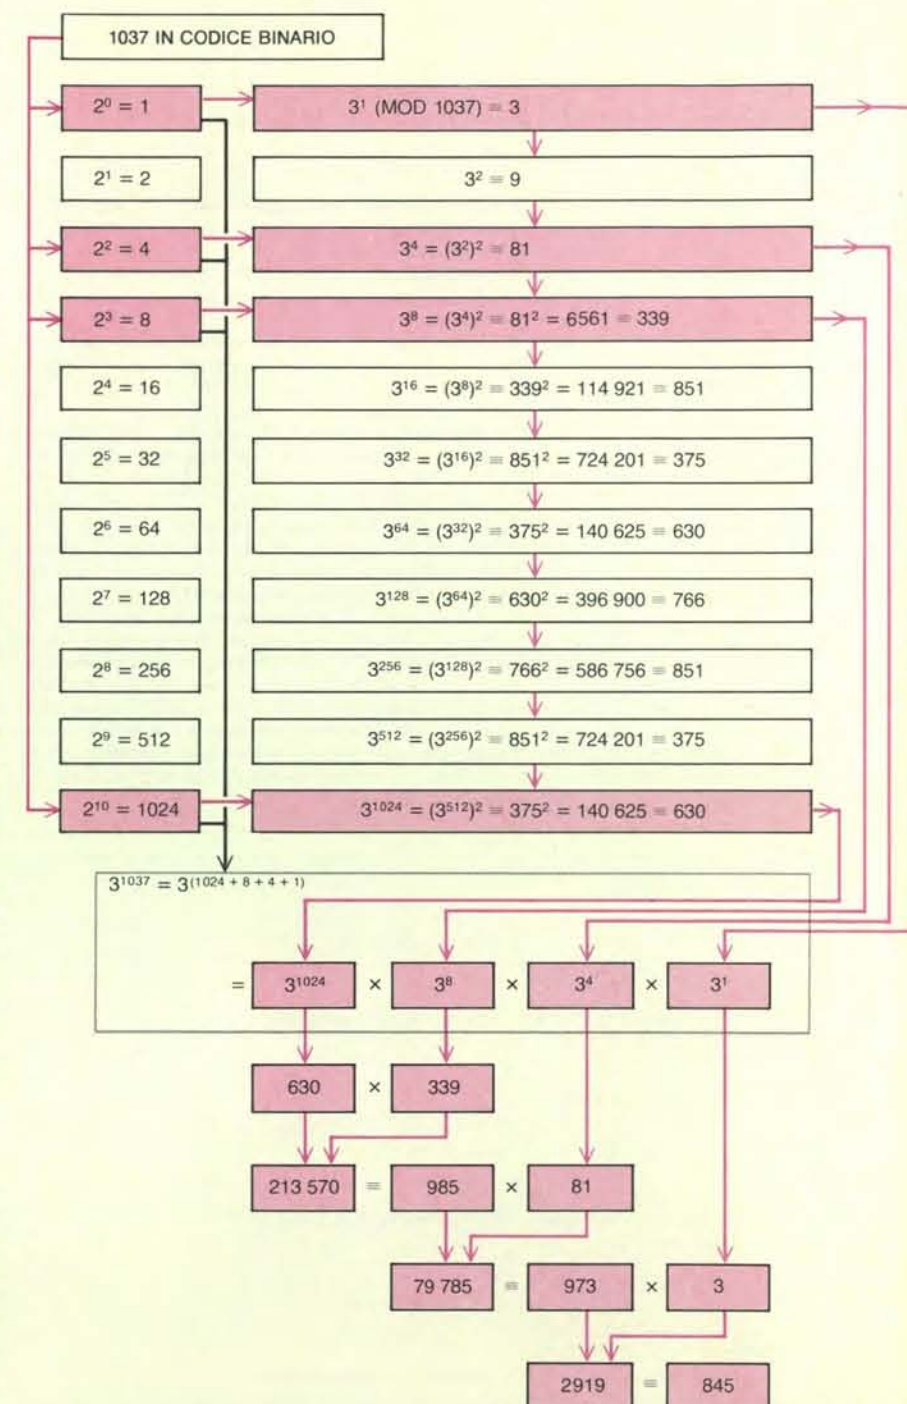 1037 IN CODICE BINARIO
2⁰ = 1 3¹ (MOD 1037) ≡ 3
2¹ = 2 3² ≡ 9
2² = 4 3⁴ = (3²)² ≡ 81
2³ = 8 3⁸ = (3⁴)² ≡ 81² = 6561 ≡ 339
2⁴ = 16 3¹⁶ = (3⁸)² ≡ 339² = 114 921 ≡ 851
2⁵ = 32 3³² = (3¹⁶)² ≡ 851² = 724 201 ≡ 375
2⁶ = 64 3⁶⁴ = (3³²)² ≡ 375² = 140 625 ≡ 630
2⁷ = 128 3¹²⁸ = (3⁶⁴)² ≡ 630² = 396 900 ≡ 766
2⁸ = 256 3²⁵⁶ = (3¹²⁸)² ≡ 766² = 586 756 ≡ 851
2⁹ = 512 3⁵¹² = (3²⁵⁶)² ≡ 851² = 724 201 ≡ 375
2¹⁰ = 1024 3¹⁰²⁴ = (3⁵¹²)² ≡ 375² = 140 625 ≡ 630
3¹⁰³⁷ = 3⁽¹⁰²⁴ ⁺ ⁸ ⁺ ⁴ ⁺ ¹⁾
= 3¹⁰²⁴ × 3⁸ × 3⁴ × 3¹
630 × 339
213 570 ≡ 985 × 81
79 785 ≡ 973 × 3
2919 ≡ 845